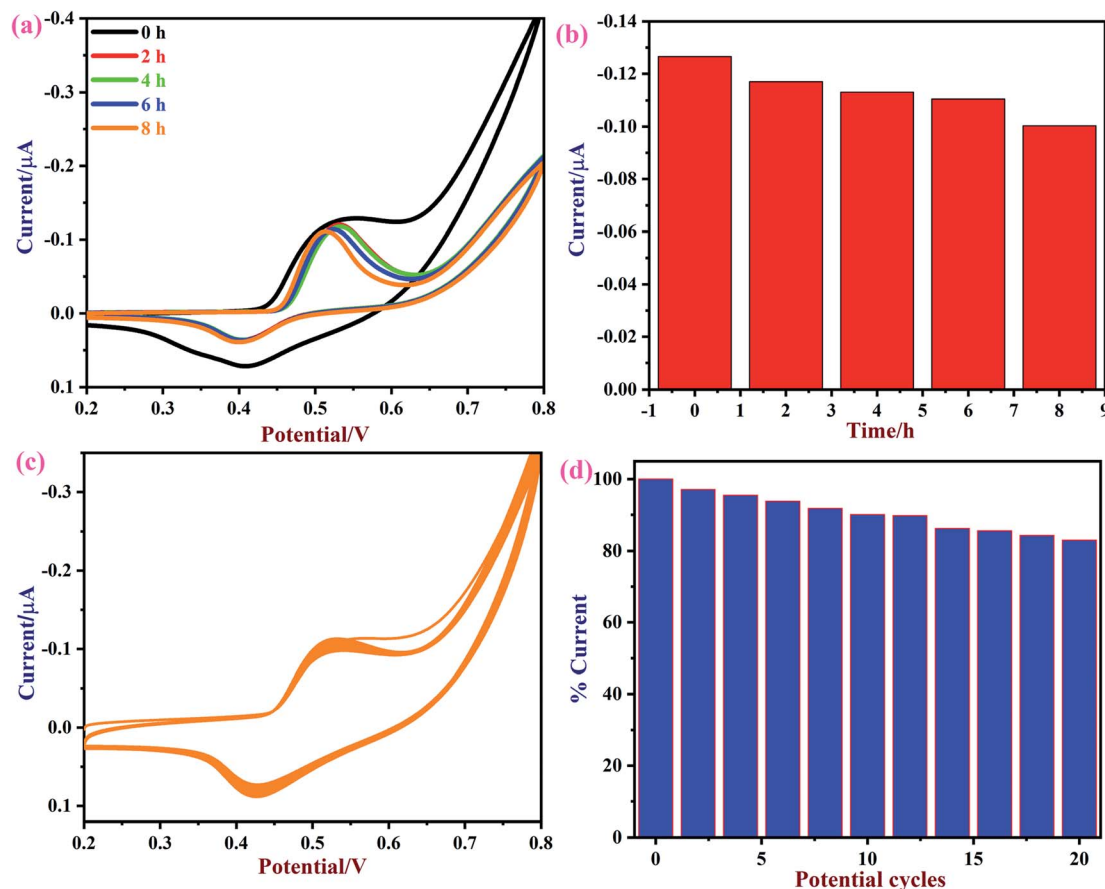 (a)
-0.4
-0.3
-0.2
-0.1
0.0
0.1
Current/μA
0 h
2 h
4 h
6 h
8 h
0.2 0.3 0.4 0.5 0.6 0.7 0.8
Potential/V
(b)
-0.14
-0.12
-0.10
-0.08
-0.06
-0.04
-0.02
0.00
Current/μA
-1 0 1 2 3 4 5 6 7 8 9
Time/h
(c)
-0.3
-0.2
-0.1
0.0
0.1
Current/μA
0.2 0.3 0.4 0.5 0.6 0.7 0.8
Potential/V
(d)
100
80
60
40
20
0
% Current
0 5 10 15 20
Potential cycles